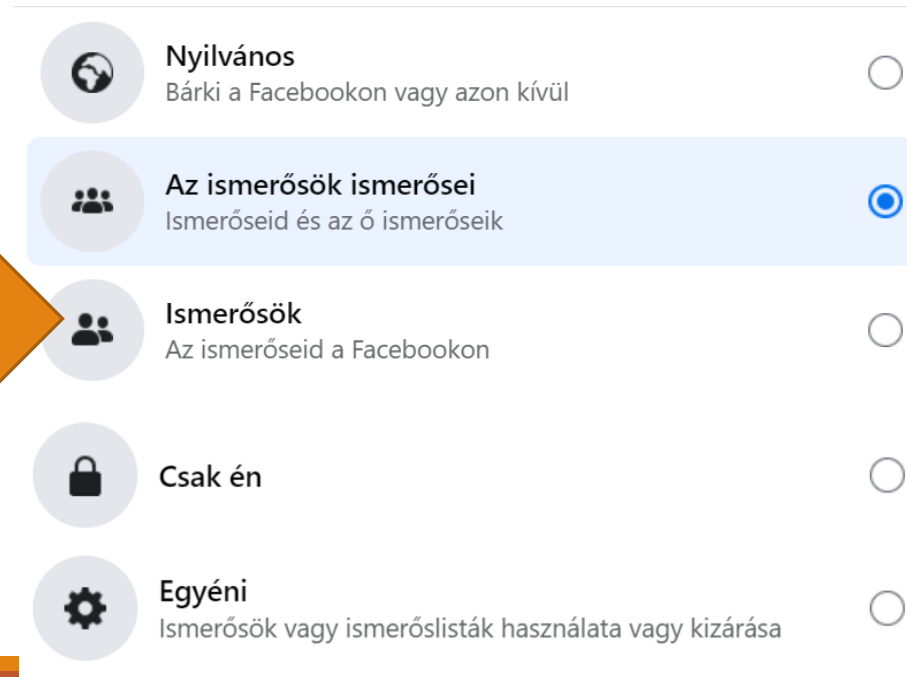 Nyilvános
Bárki a Facebookon vagy azon kívül
Az ismerősök ismerősei
Ismerőseid és az ő ismerőseik
Ismerősök
Az ismerőseid a Facebookon
Csak én
Egyéni
Ismerősök vagy ismerőslisták használata vagy kizárása